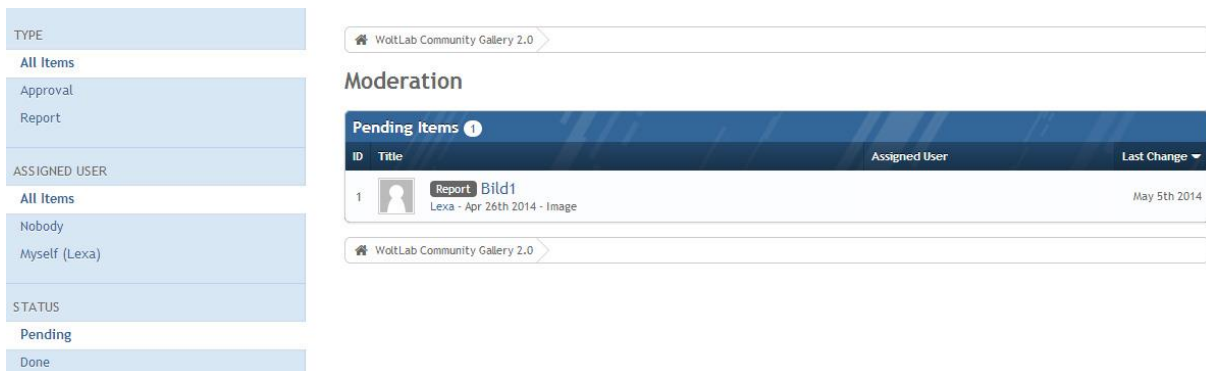 TYPE
All Items
Approval
Report
ASSIGNED USER
All Items
Nobody
Myself (Lexa)
STATUS
Pending
Done
WoltLab Community Gallery 2.0
Moderation
Pending Items 1
ID Title Assigned User Last Change
1 Report Bild1 May 5th 2014
Lexa - Apr 26th 2014 - Image
WoltLab Community Gallery 2.0